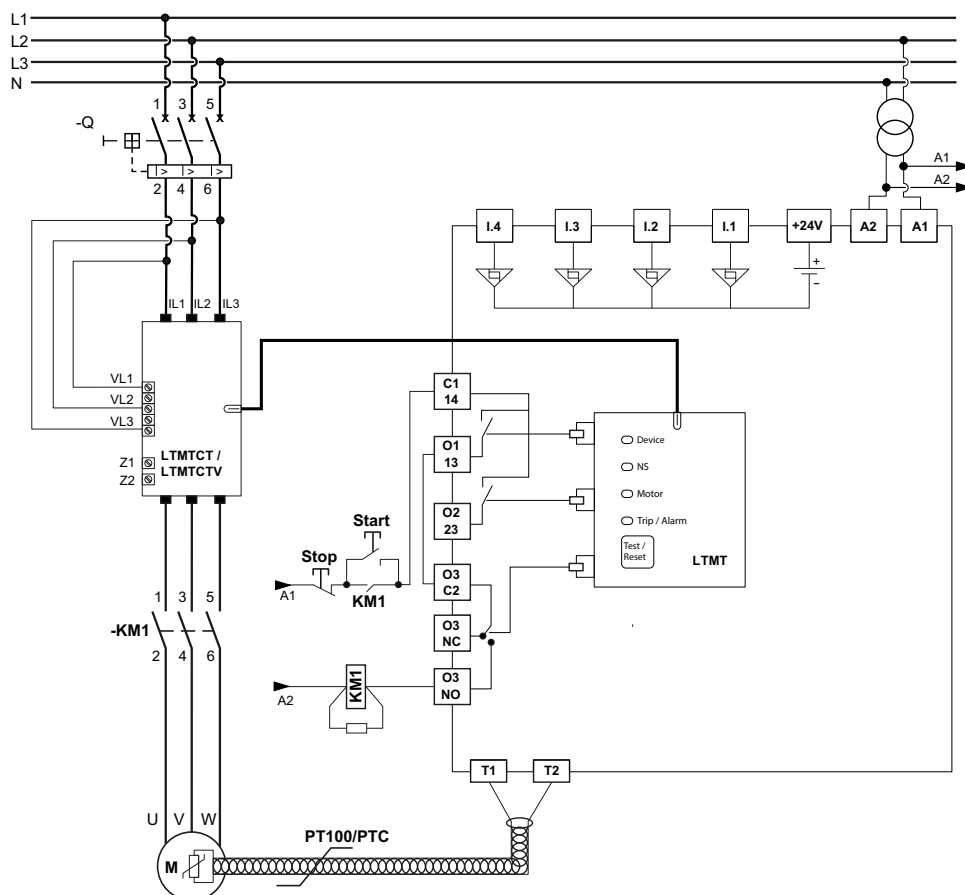 L1
L2
L3
N
1 3 5
-Q
|> |> |>
2 4 6
A1
A2
I.4 I.3 I.2 I.1 +24V A2 A1
+
−
IL1 IL2 IL3
VL1
VL2
VL3
LTMTCT /
LTMTCTV
Z1
Z2
C1
14
O1
13
O2
23
O3
C2
O3
NC
O3
NO
Device
NS
Motor
Trip / Alarm
Test /
Reset
LTMT
Start
Stop
A1
KM1
1 3 5
-KM1
2 4 6
A2
KM1
T1 T2
U V W
M
PT100/PTC